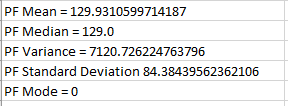 PF Mean = 129.9310599714187
PF Median = 129.0
PF Variance = 7120.726224763796
PF Standard Deviation 84.38439562362106
PF Mode = 0